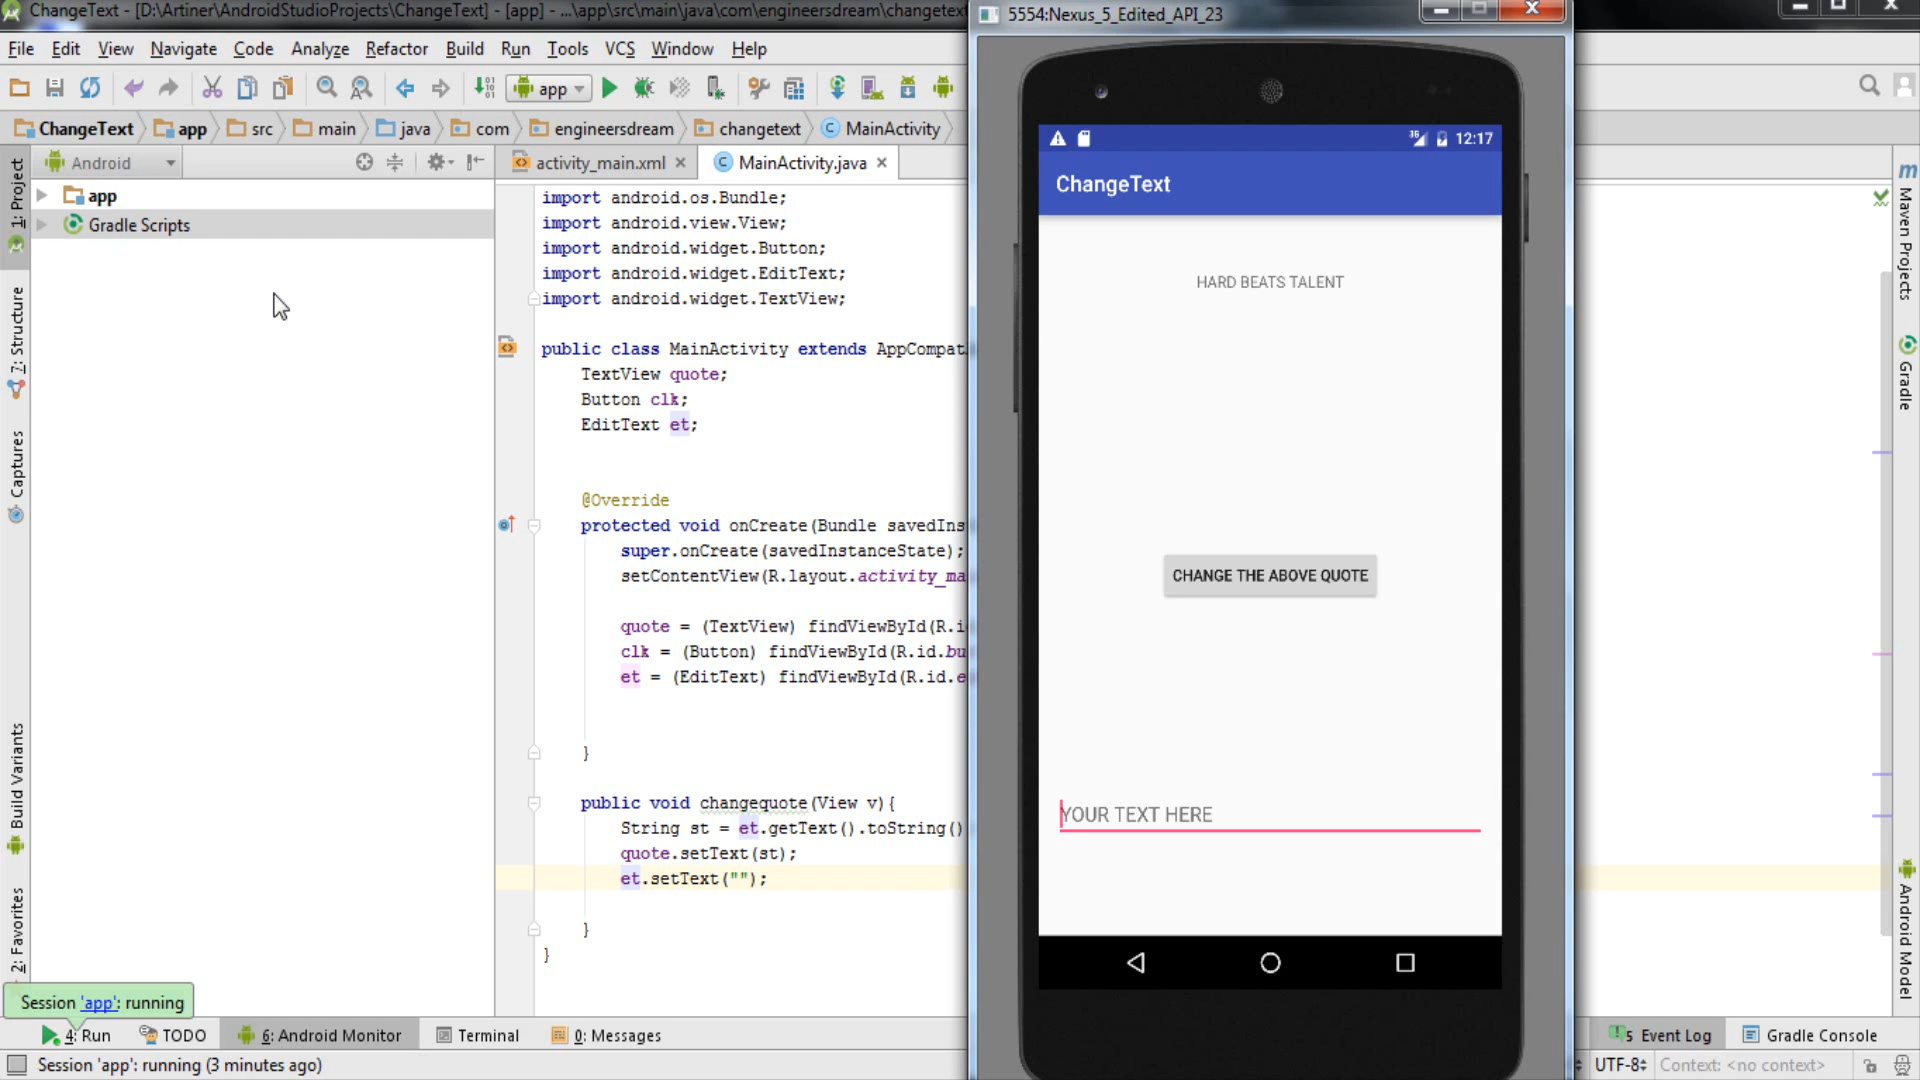 ChangeText - [D:\Artiner\AndroidStudioProjects\ChangeText] - [app] - ...\app\src\main\java\com\engineersdream\changetext
5554:Nexus_5_Edited_API_23
File Edit View Navigate Code Analyze Refactor Build Run Tools VCS Window Help
app
ChangeText app src main java com engineersdream changetext MainActivity
Android
activity_main.xml MainActivity.java
app
Gradle Scripts
1: Project
7: Structure
Captures
Build Variants
2: Favorites
import android.os.Bundle;
import android.view.View;
import android.widget.Button;
import android.widget.EditText;
import android.widget.TextView;
public class MainActivity extends AppCompat
TextView quote;
Button clk;
EditText et;
@Override
protected void onCreate(Bundle savedIns
super.onCreate(savedInstanceState);
setContentView(R.layout.activity_ma
quote = (TextView) findViewById(R.i
clk = (Button) findViewById(R.id.bu
et = (EditText) findViewById(R.id.e
}
public void changequote(View v){
String st = et.getText().toString()
quote.setText(st);
et.setText("");
}
}
12:17
ChangeText
HARD BEATS TALENT
CHANGE THE ABOVE QUOTE
YOUR TEXT HERE
m Maven Projects
Gradle
Android Model
Session 'app': running
4: Run TODO 6: Android Monitor Terminal 0: Messages 5 Event Log Gradle Console
Session 'app': running (3 minutes ago) UTF-8 Context: <no context>